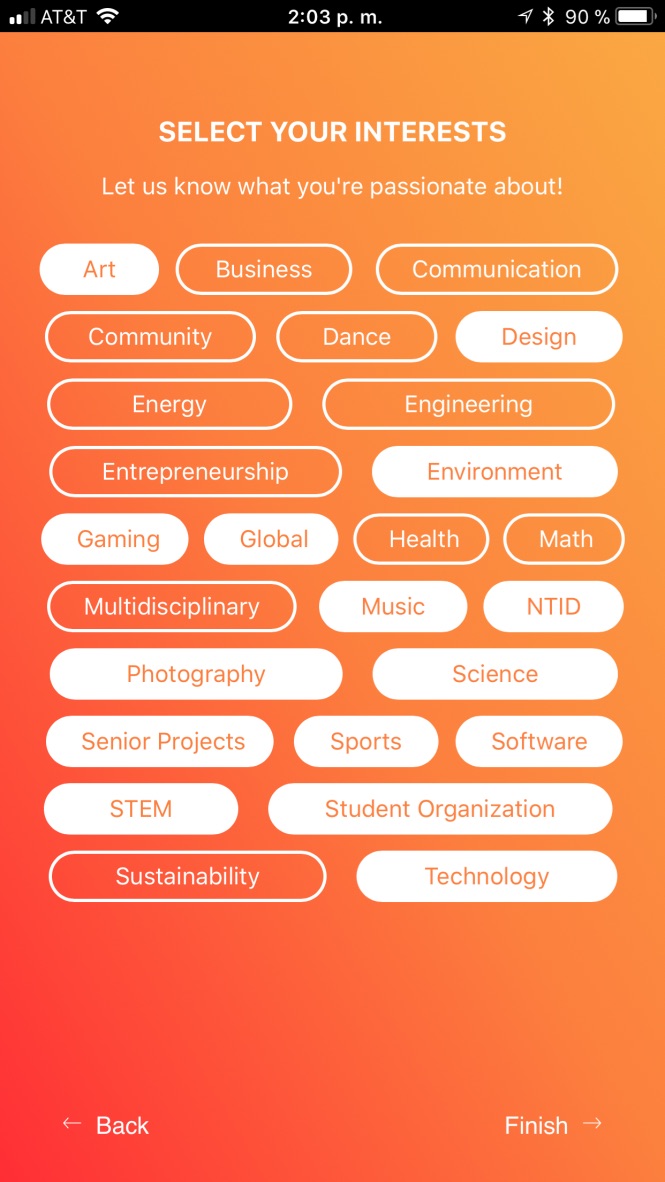 AT&T 2:03 p. m. 90 %
SELECT YOUR INTERESTS
Let us know what you're passionate about!
Art Business Communication
Community Dance Design
Energy Engineering
Entrepreneurship Environment
Gaming Global Health Math
Multidisciplinary Music NTID
Photography Science
Senior Projects Sports Software
STEM Student Organization
Sustainability Technology
← Back Finish →